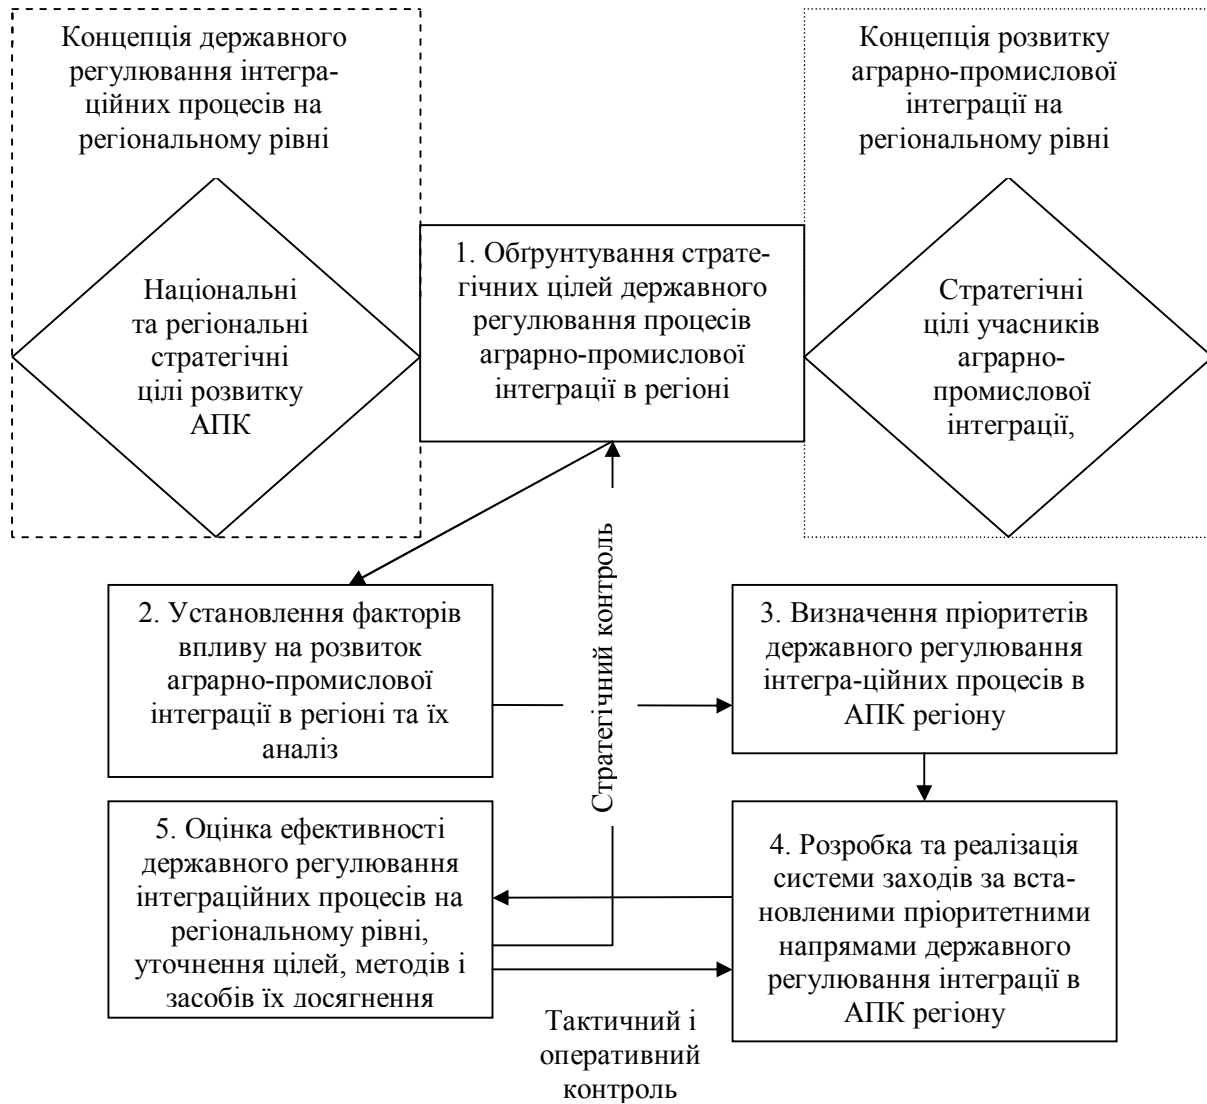 Концепція державного
регулювання інтегра-
ційних процесів на
регіональному рівні
Концепція розвитку
аграрно-промислової
інтеграції на
регіональному рівні
Національні
та регіональні
стратегічні
цілі розвитку
АПК
1. Обґрунтування страте-
гічних цілей державного
регулювання процесів
аграрно-промислової
інтеграції в регіоні
Стратегічні
цілі учасників
аграрно-
промислової
інтеграції,
Стратегічний контроль
2. Установлення факторів
впливу на розвиток
аграрно-промислової
інтеграції в регіоні та їх
аналіз
3. Визначення пріоритетів
державного регулювання
інтегра-ційних процесів в
АПК регіону
5. Оцінка ефективності
державного регулювання
інтеграційних процесів на
регіональному рівні,
уточнення цілей, методів і
засобів їх досягнення
4. Розробка та реалізація
системи заходів за вста-
новленими пріоритетними
напрямами державного
регулювання інтеграції в
АПК регіону
Тактичний і
оперативний
контроль